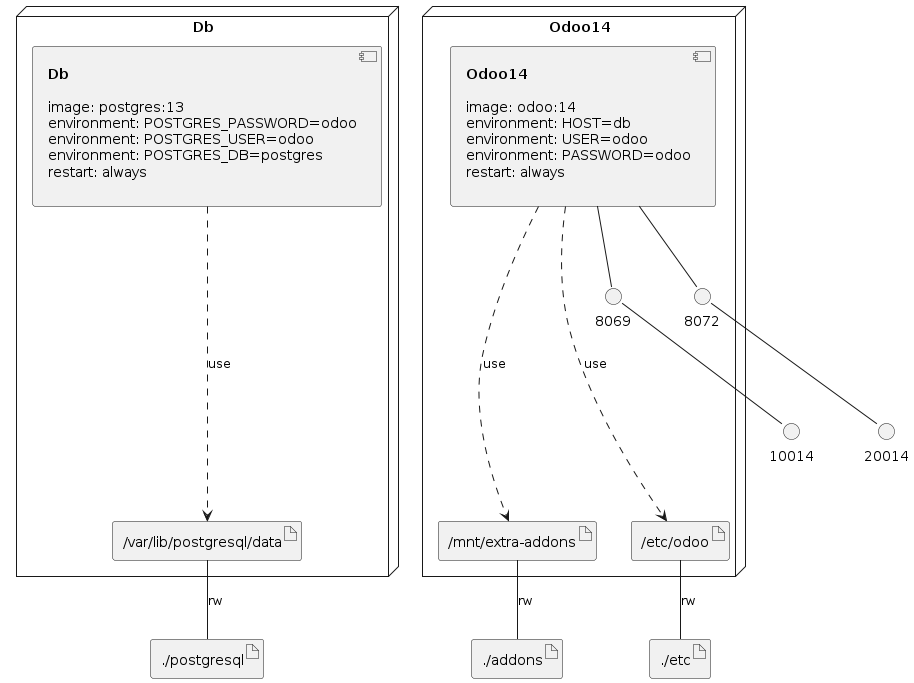 Db
Db
image: postgres:13
environment: POSTGRES_PASSWORD=odoo
environment: POSTGRES_USER=odoo
environment: POSTGRES_DB=postgres
restart: always
use
/var/lib/postgresql/data
rw
./postgresql
Odoo14
Odoo14
image: odoo:14
environment: HOST=db
environment: USER=odoo
environment: PASSWORD=odoo
restart: always
8069
8072
use
use
10014
20014
/mnt/extra-addons
/etc/odoo
rw
rw
./addons
./etc